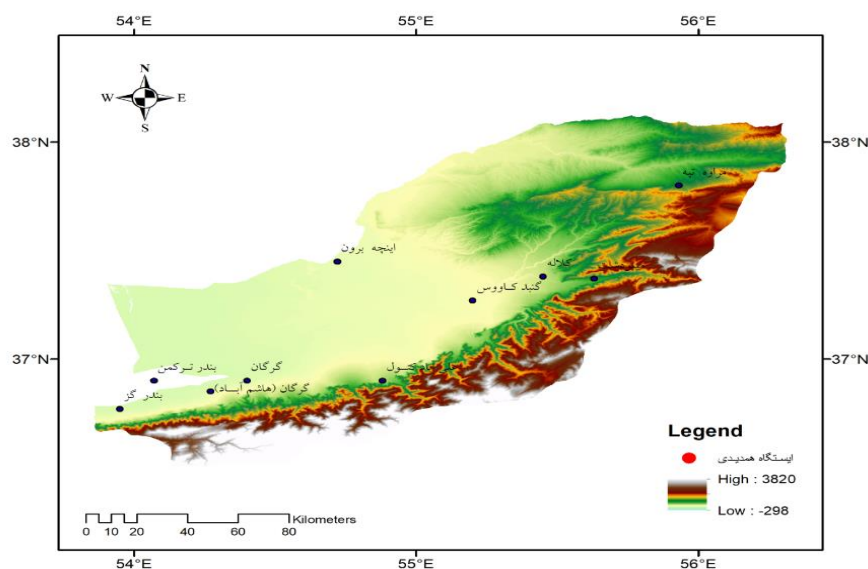 54°E 55°E 56°E
N
W E
S
38°N 38°N
مراوه تپه
اینچه برون
کلاله
گنبد کاووس
37°N 37°N
بندر ترکمن
گرگان
بندر گز
گرگان (هاشم آباد)
Legend
ایستگاه همدیدی
High : 3820
Low : -298
Kilometers
0 10 20 40 60 80
54°E 55°E 56°E